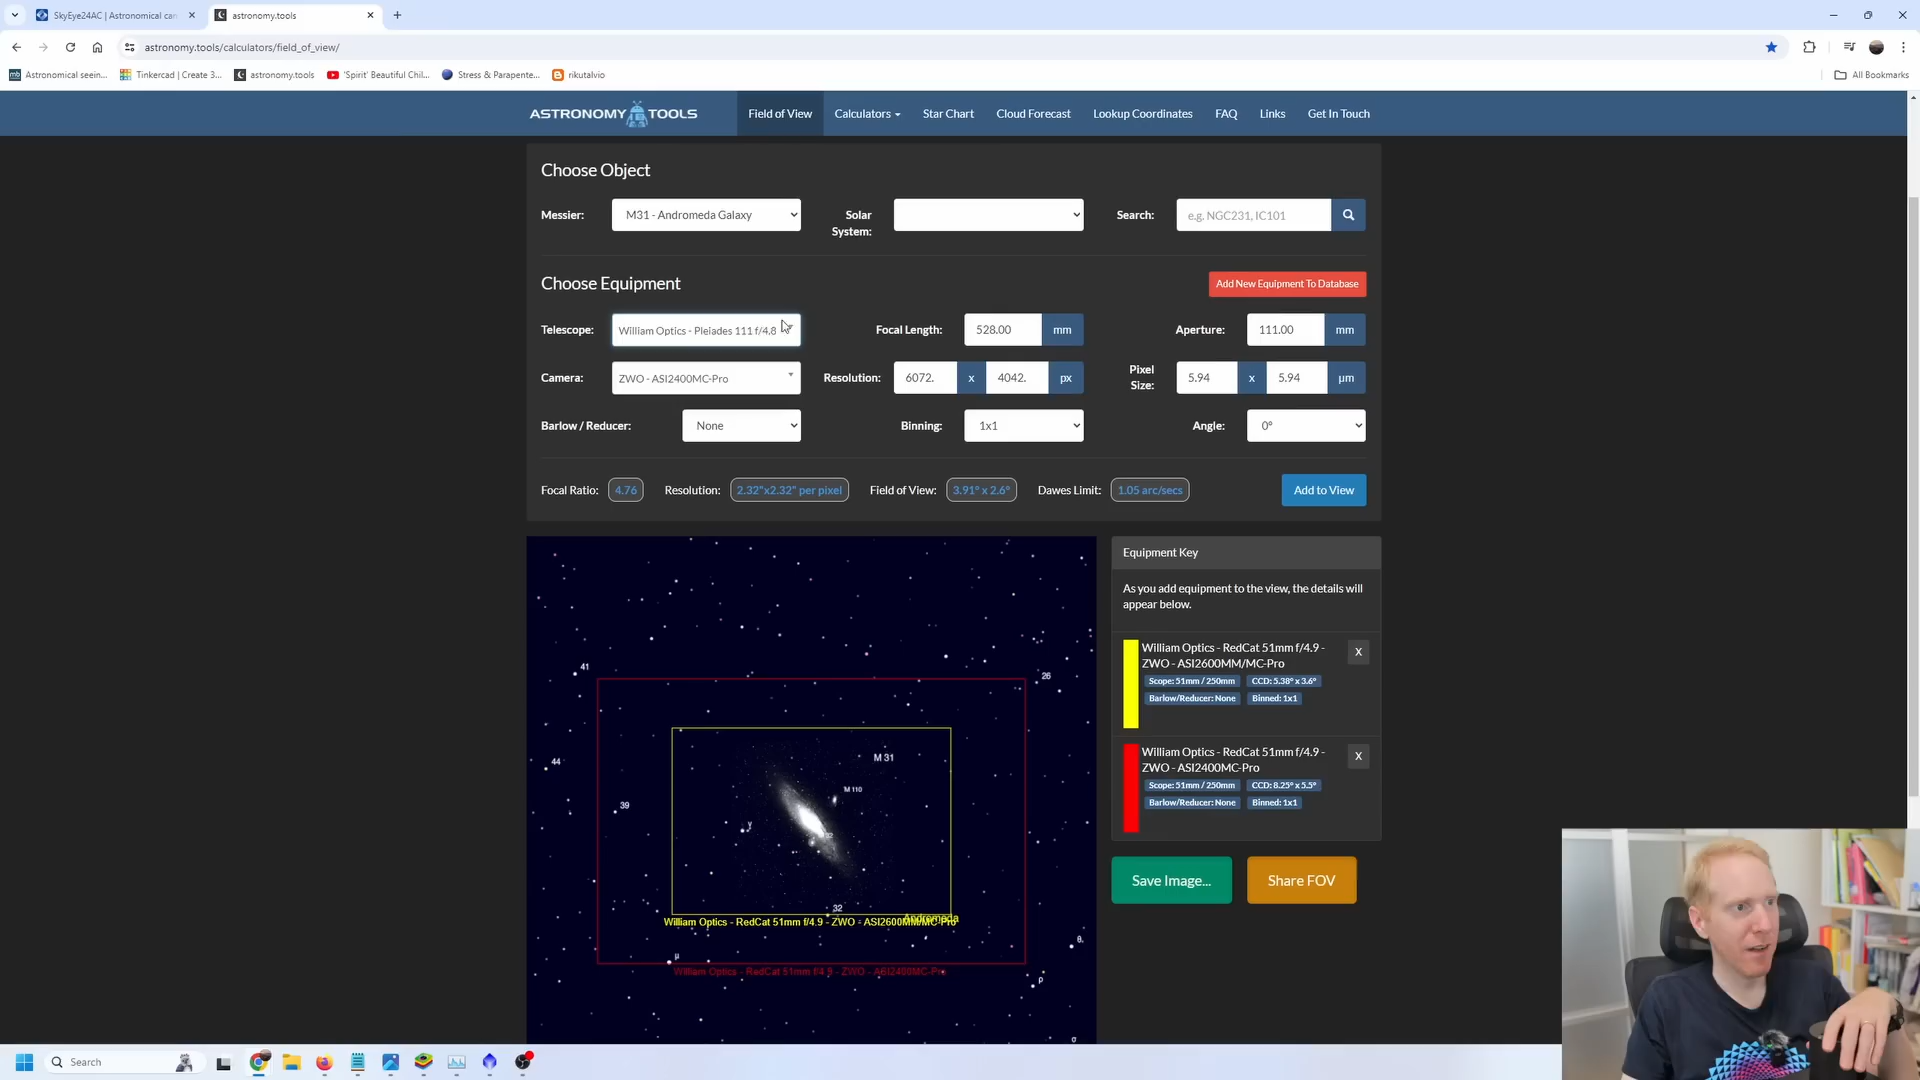 SkyEye24AC | Astronomical can
astronomy.tools
astronomy.tools/calculators/field_of_view/
Astronomical seein...
Tinkercad | Create 3...
astronomy.tools
'Spirit' Beautiful Chil...
Stress & Parapente...
rikutalvio
All Bookmarks
ASTRONOMY TOOLS
Field of View
Calculators
Star Chart
Cloud Forecast
Lookup Coordinates
FAQ
Links
Get In Touch
Choose Object
Messier:
M31 - Andromeda Galaxy
Solar
System:
Search:
e.g. NGC231, IC101
Choose Equipment
Add New Equipment To Database
Telescope:
William Optics - Pleiades 111 f/4.8
Focal Length:
528.00
mm
Aperture:
111.00
mm
Camera:
ZWO - ASI2400MC-Pro
Resolution:
6072.
x
4042.
px
Pixel
Size:
5.94
x
5.94
µm
Barlow / Reducer:
None
Binning:
1x1
Angle:
0°
Focal Ratio:
4.76
Resolution:
2.32"x2.32" per pixel
Field of View:
3.91° x 2.6°
Dawes Limit:
1.05 arc/secs
Add to View
41
26
44
39
M 31
M 110
γ
32
32
Andromeda
William Optics - RedCat 51mm f/4.9 - ZWO - ASI2600MM/MC-Pro
θ
μ
William Optics - RedCat 51mm f/4.9 - ZWO - ASI2400MC-Pro
ρ
σ
Equipment Key
As you add equipment to the view, the details will
appear below.
William Optics - RedCat 51mm f/4.9 -
ZWO - ASI2600MM/MC-Pro
Scope: 51mm / 250mm
CCD: 5.38° x 3.6°
Barlow/Reducer: None
Binned: 1x1
X
William Optics - RedCat 51mm f/4.9 -
ZWO - ASI2400MC-Pro
Scope: 51mm / 250mm
CCD: 8.25° x 5.5°
Barlow/Reducer: None
Binned: 1x1
X
Save Image...
Share FOV
Search